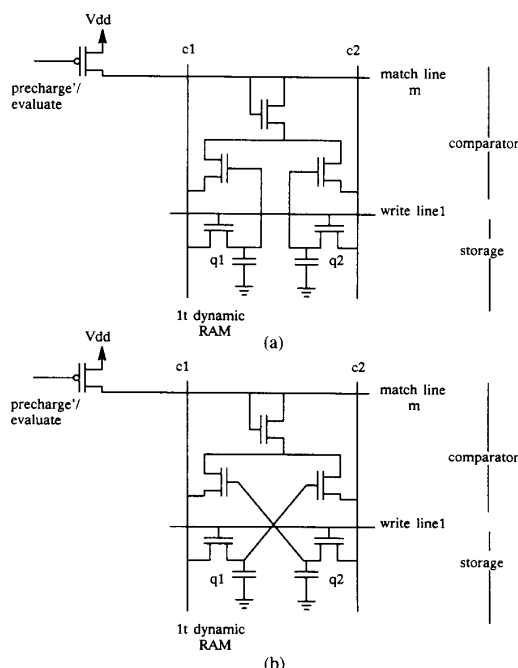 Vdd
c1
c2
precharge'/
evaluate
match line
m
comparator
write line1
storage
q1
q2
1t dynamic
RAM
(a)
Vdd
c1
c2
precharge'/
evaluate
match line
m
comparator
write line1
storage
q1
q2
1t dynamic
RAM
(b)